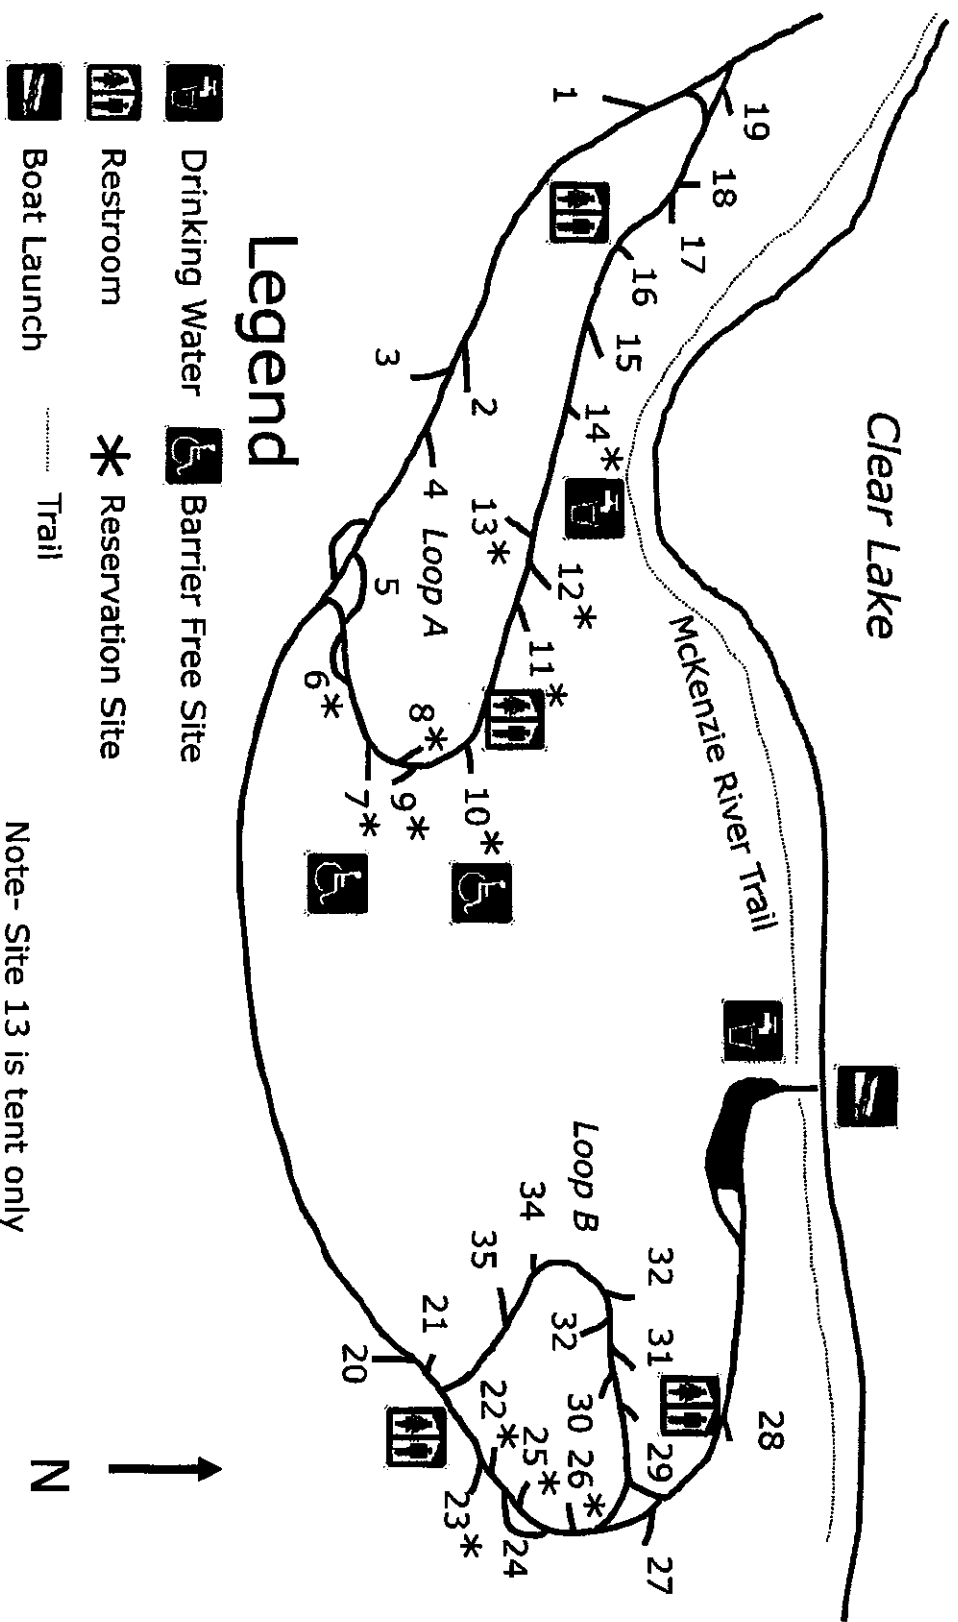 Clear Lake
McKenzie River Trail
19
18
17
16
15
14*
13*
12*
11*
10*
9*
8*
7*
6*
5
4
3
2
1
Loop A
Loop B
34
35
32
32
31
30
29
28
27
26*
25*
24
23*
22*
21
20
Legend
Drinking Water
Barrier Free Site
Restroom
* Reservation Site
Boat Launch
Trail
Note- Site 13 is tent only
N